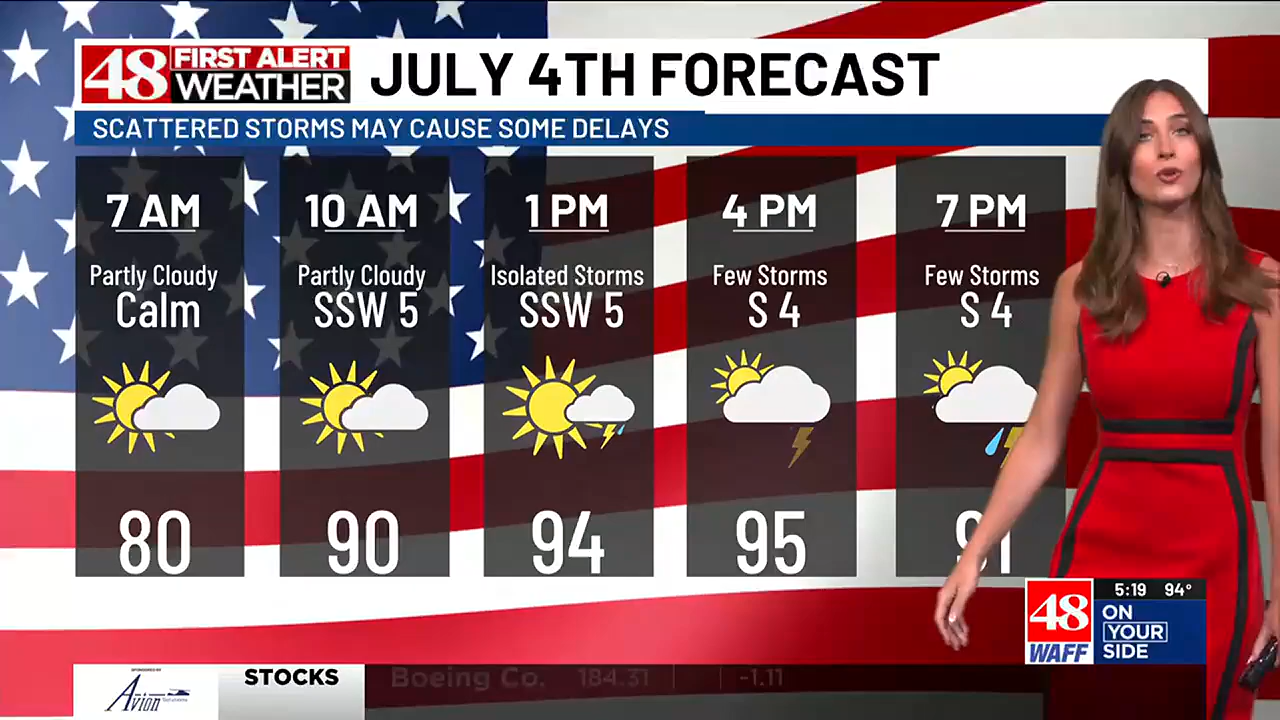 48 FIRST ALERT WEATHER
JULY 4TH FORECAST
SCATTERED STORMS MAY CAUSE SOME DELAYS
7 AM
Partly Cloudy
Calm
80
10 AM
Partly Cloudy
SSW 5
90
1 PM
Isolated Storms
SSW 5
94
4 PM
Few Storms
S 4
95
7 PM
Few Storms
S 4
91
5:19 94°
48
WAFF
ON
YOUR
SIDE
SPONSORED BY
Avion
STOCKS
Boeing Co. 184.31 -1.11